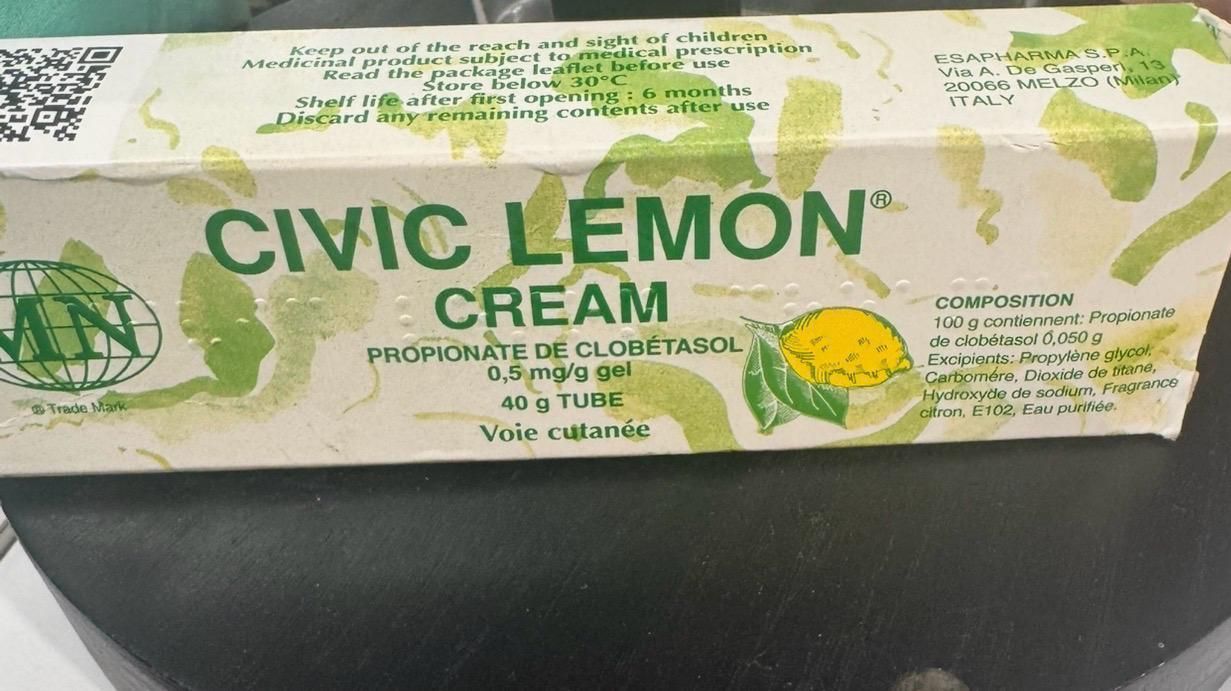 Keep out of the reach and sight of children
Medicinal product subject to medical prescription
Read the package leaflet before use
Store below 30°C
Shelf life after first opening : 6 months
Discard any remaining contents after use
ESAPHARMA S.P.A.
Via A. De Gasperi, 13
20066 MELZO (Milan)
ITALY
CIVIC LEMON®
CREAM
PROPIONATE DE CLOBÉTASOL
0,5 mg/g gel
40 g TUBE
Voie cutanée
MN
® Trade Mark
COMPOSITION
100 g contiennent: Propionate
de clobétasol 0,050 g
Excipients: Propylène glycol,
Carbomére, Dioxide de titane,
Hydroxyde de sodium, Fragrance
citron, E102, Eau purifiée.